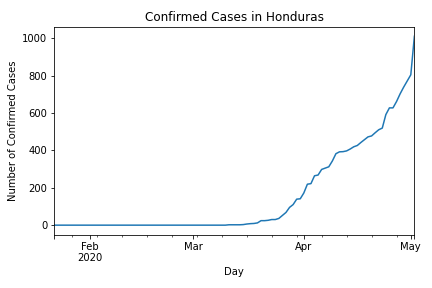 Confirmed Cases in Honduras
1000
800
600
400
200
0
Number of Confirmed Cases
Feb
2020
Mar
Apr
May
Day